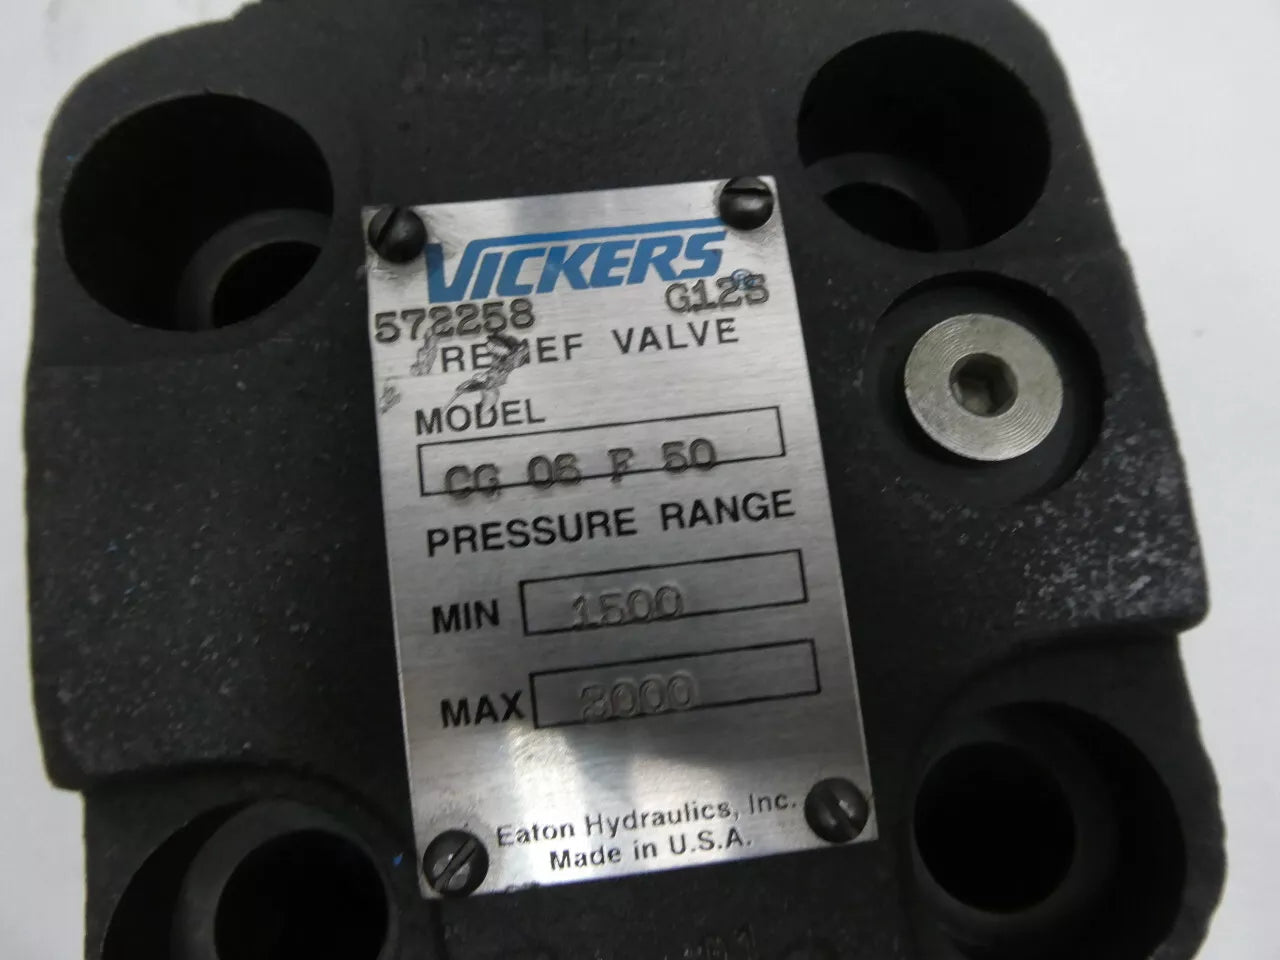 VICKERS®
572258 G12S
RELIEF VALVE
MODEL
CG 06 F 50
PRESSURE RANGE
MIN 1500
MAX 3000
Eaton Hydraulics, Inc.
Made in U.S.A.